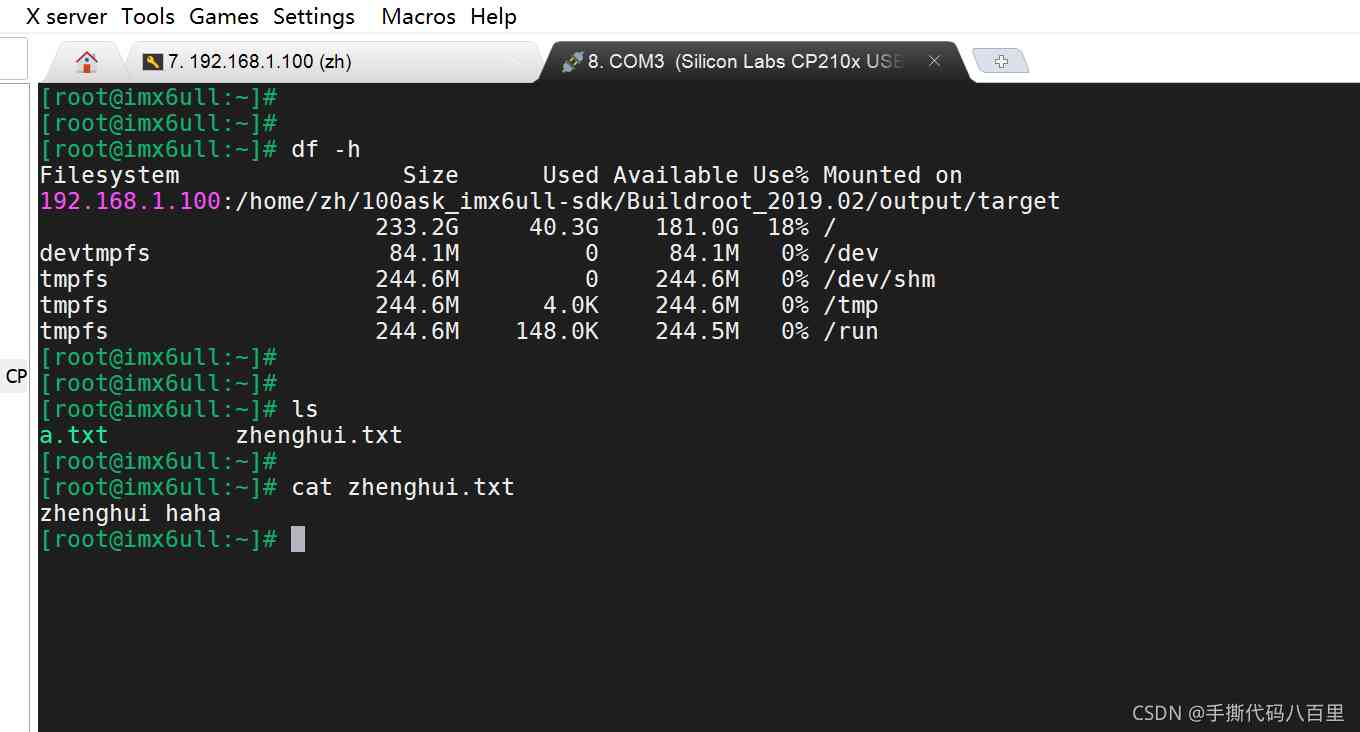 X server Tools Games Settings Macros Help
7. 192.168.1.100 (zh) 8. COM3 (Silicon Labs CP210x USB
[root@imx6ull:~]#
[root@imx6ull:~]#
[root@imx6ull:~]# df -h
Filesystem Size Used Available Use% Mounted on
192.168.1.100:/home/zh/100ask_imx6ull-sdk/Buildroot_2019.02/output/target
233.2G 40.3G 181.0G 18% /
devtmpfs 84.1M 0 84.1M 0% /dev
tmpfs 244.6M 0 244.6M 0% /dev/shm
tmpfs 244.6M 4.0K 244.6M 0% /tmp
tmpfs 244.6M 148.0K 244.5M 0% /run
[root@imx6ull:~]#
[root@imx6ull:~]#
[root@imx6ull:~]# ls
a.txt zhenghui.txt
[root@imx6ull:~]#
[root@imx6ull:~]# cat zhenghui.txt
zhenghui haha
[root@imx6ull:~]#
CP
CSDN @手撕代码八百里